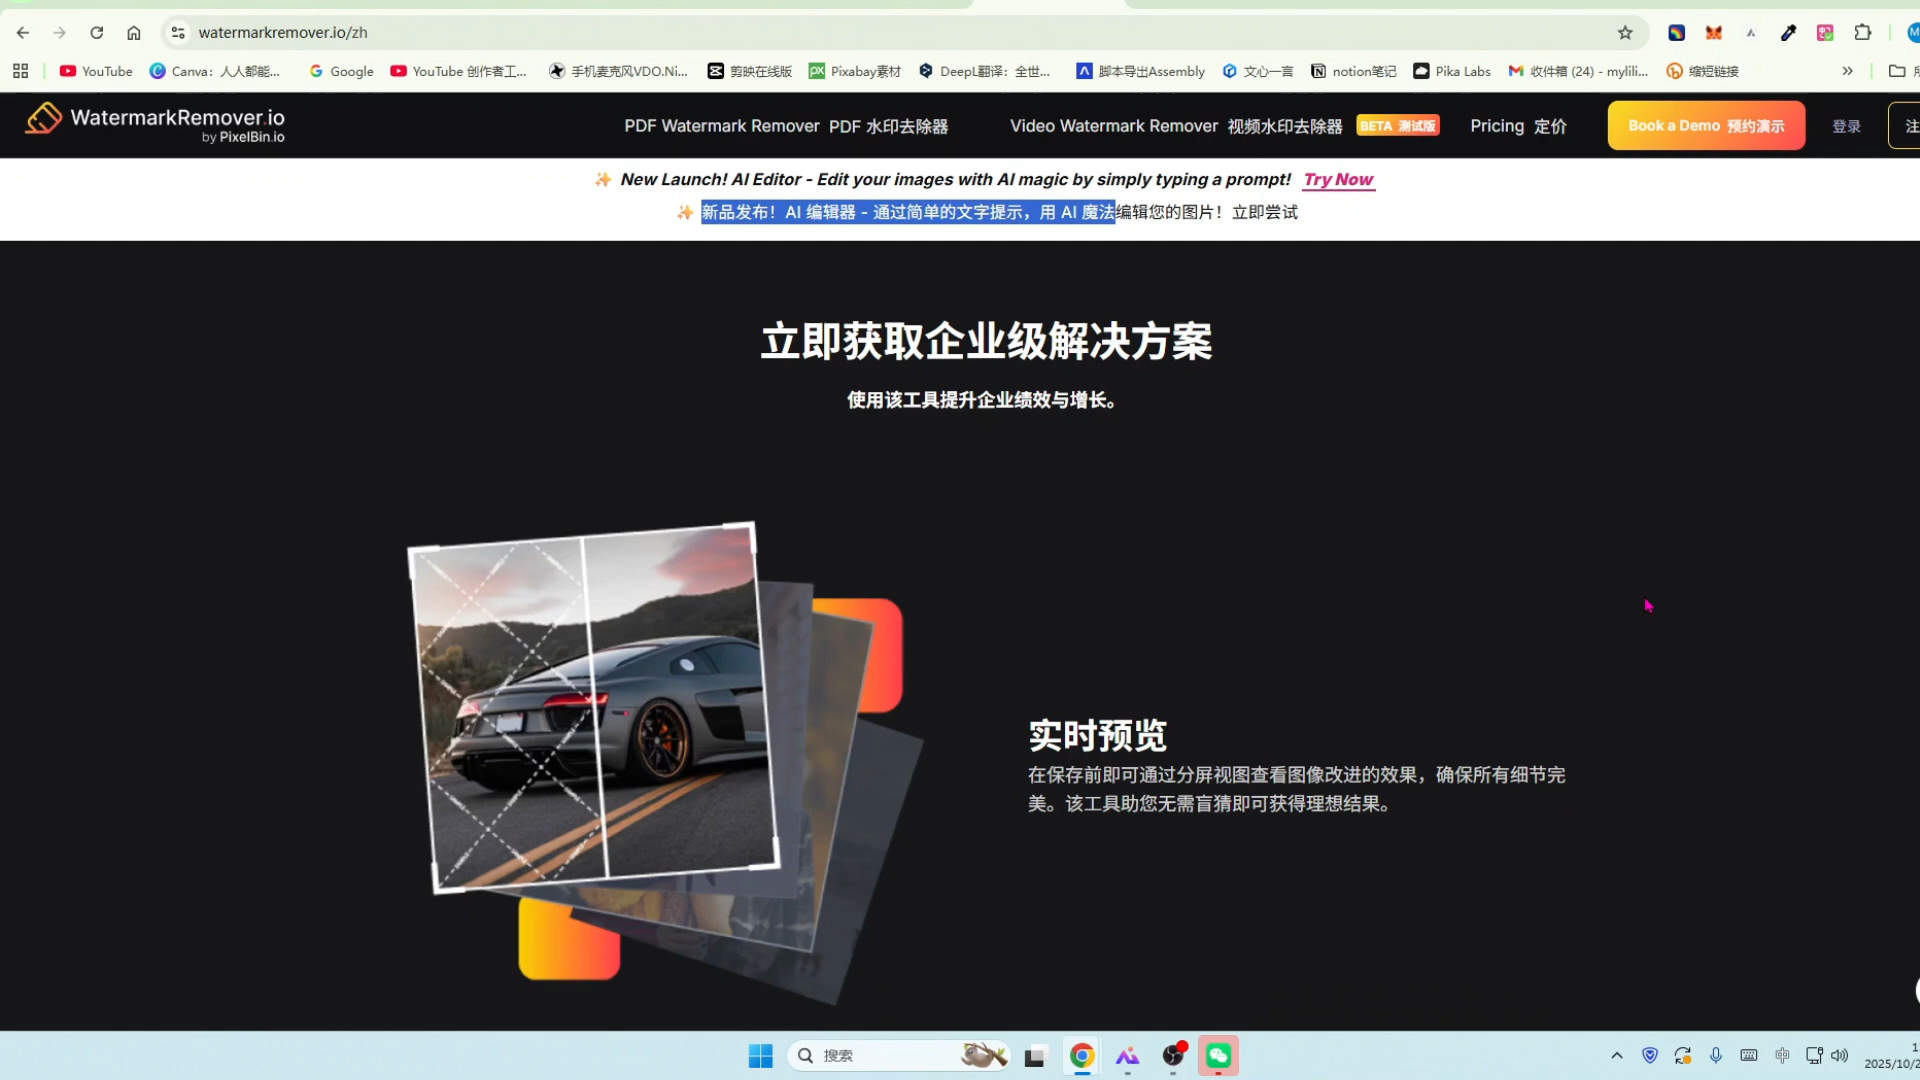 watermarkremover.io/zh
YouTube
Canva：人人都能...
Google
YouTube 创作者工...
手机麦克风VDO.Ni...
剪映在线版
Pixabay素材
DeepL翻译：全世...
脚本导出Assembly
文心一言
notion笔记
Pika Labs
收件箱 (24) - mylili...
缩短链接
WatermarkRemover.io
by PixelBin.io
PDF Watermark Remover PDF 水印去除器
Video Watermark Remover 视频水印去除器
BETA 测试版
Pricing 定价
Book a Demo 预约演示
登录
注
✨ New Launch! AI Editor - Edit your images with AI magic by simply typing a prompt! Try Now
✨ 新品发布！AI 编辑器 - 通过简单的文字提示，用 AI 魔法编辑您的图片！立即尝试
立即获取企业级解决方案
使用该工具提升企业绩效与增长。
实时预览
在保存前即可通过分屏视图查看图像改进的效果，确保所有细节完
美。该工具助您无需盲猜即可获得理想结果。
搜索
中
2025/10/2